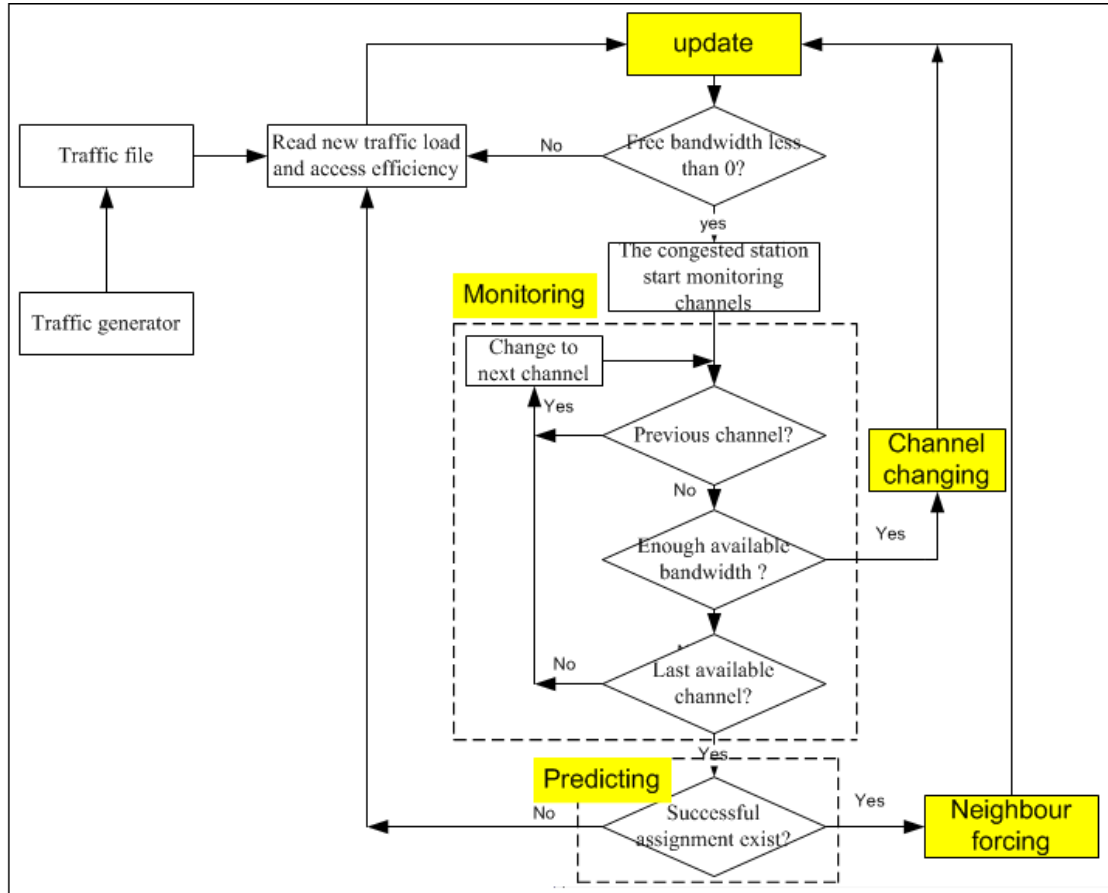 update
Free bandwidth less
than 0?
No
Read new traffic load
and access efficiency
Traffic file
Traffic generator
yes
The congested station
start monitoring
channels
Monitoring
Change to
next channel
Yes
Previous channel?
No
Channel
changing
Enough available
bandwidth ?
Yes
Last available
channel?
No
Yes
Predicting
Successful
assignment exist?
No
Yes
Neighbour
forcing